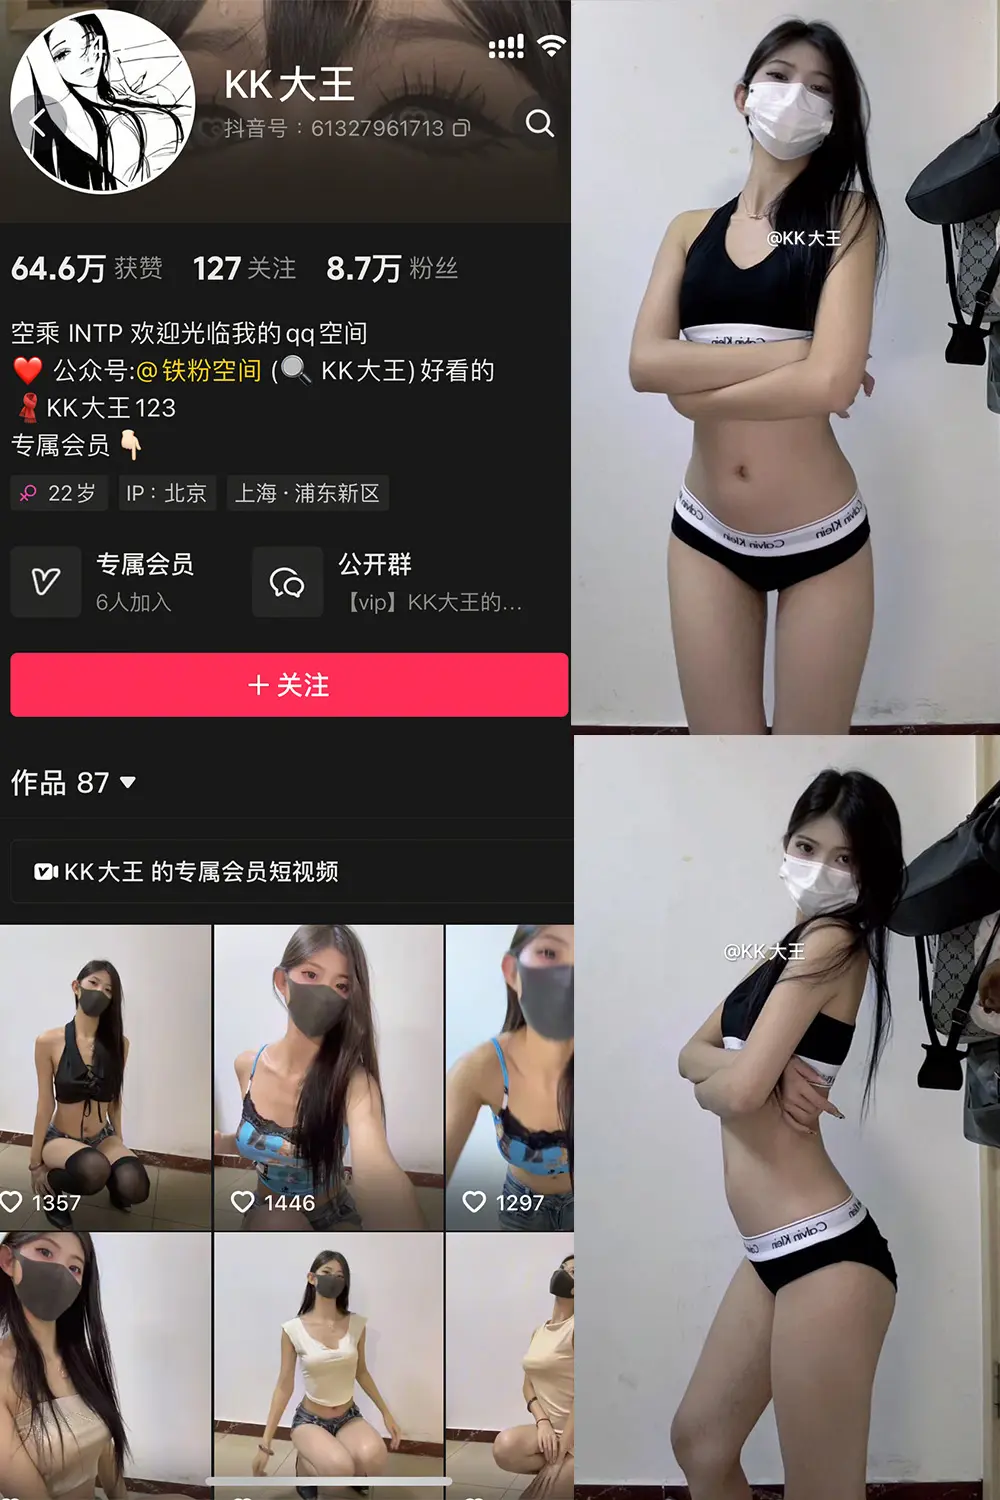 KK大王
抖音号：61327961713
64.6万 获赞 127 关注 8.7万 粉丝
空乘 INTP 欢迎光临我的qq空间
❤️ 公众号:@铁粉空间 (🔍 KK大王)好看的
🧣KK大王123
专属会员👇🏻
22岁 IP：北京 上海·浦东新区
专属会员
6人加入
公开群
【vip】KK大王的...
＋关注
作品 87
KK大王 的专属会员短视频
1357
1446
1297
@KK大王
Calvin Klein
Calvin Klein
Calvin Klein
@KK大王
Calvin Klein